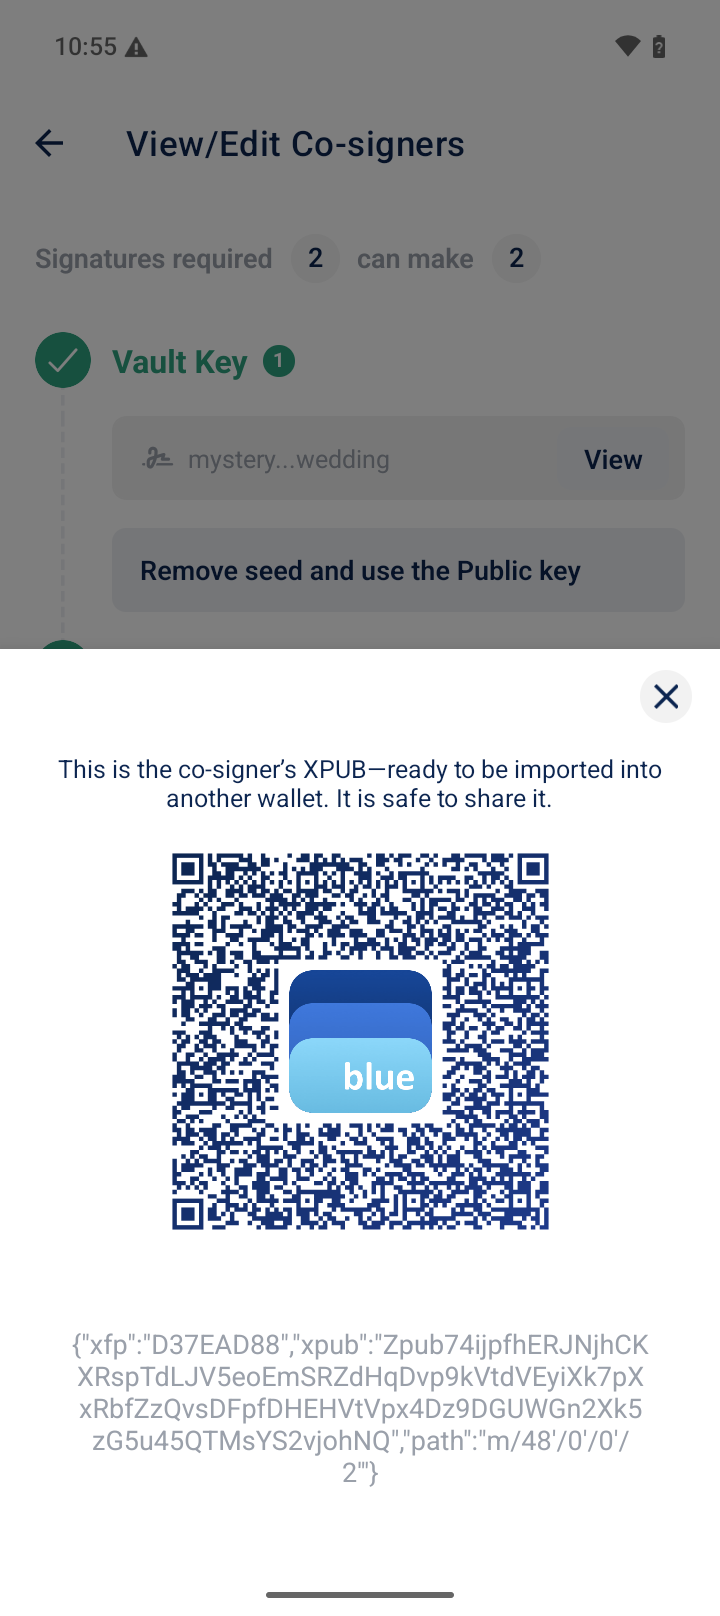 10:55
View/Edit Co-signers
Signatures required 2 can make 2
Vault Key 1
mystery...wedding View
Remove seed and use the Public key
This is the co-signer’s XPUB—ready to be imported into
another wallet. It is safe to share it.
blue
{"xfp":"D37EAD88","xpub":"Zpub74ijpfhERJNjhCK
XRspTdLJV5eoEmSRZdHqDvp9kVtdVEyiXk7pX
xRbfZzQvsDFpfDHEHVtVpx4Dz9DGUWGn2Xk5
zG5u45QTMsYS2vjohNQ","path":"m/48'/0'/0'/
2'"}